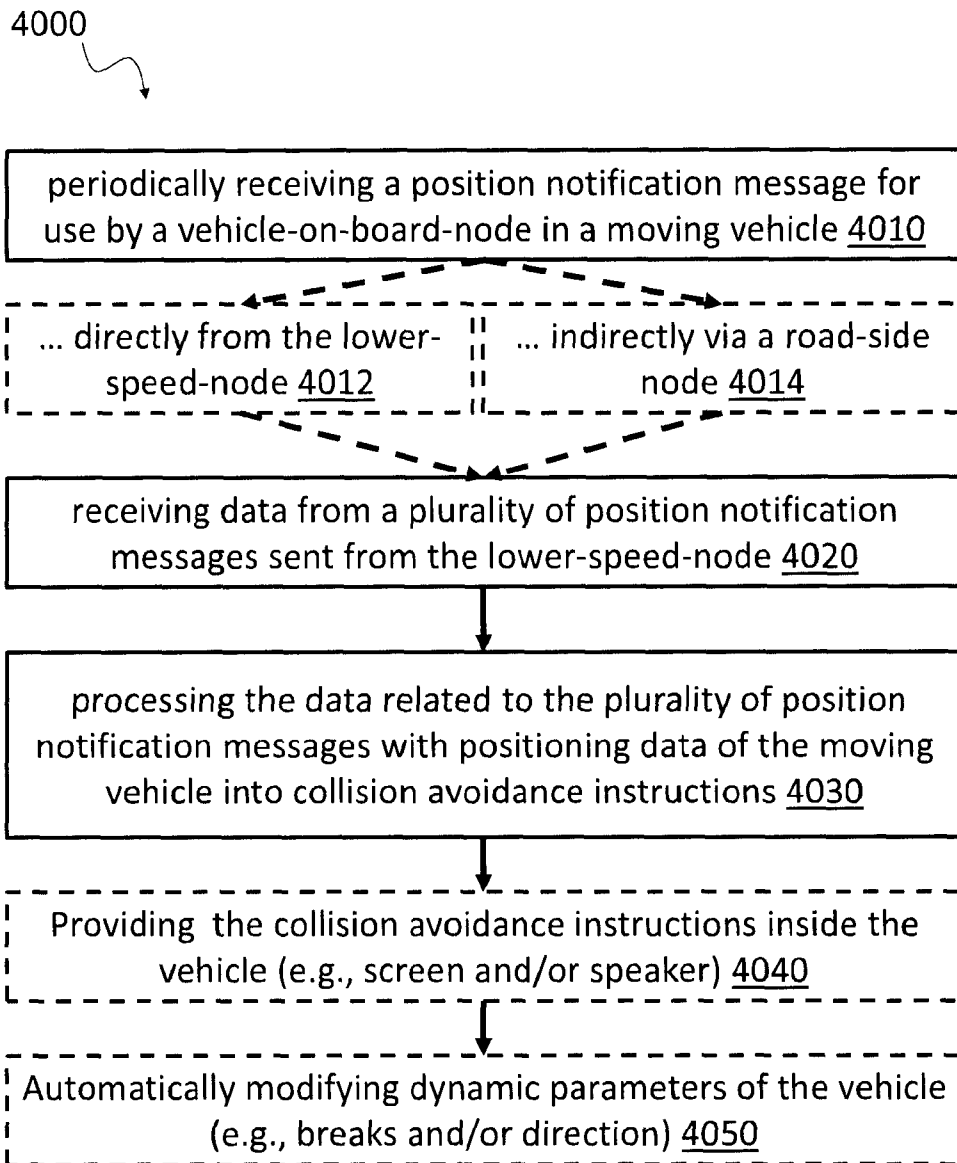 4000
periodically receiving a position notification message for
use by a vehicle-on-board-node in a moving vehicle 4010
... directly from the lower-
speed-node 4012
... indirectly via a road-side
node 4014
receiving data from a plurality of position notification
messages sent from the lower-speed-node 4020
processing the data related to the plurality of position
notification messages with positioning data of the moving
vehicle into collision avoidance instructions 4030
Providing the collision avoidance instructions inside the
vehicle (e.g., screen and/or speaker) 4040
Automatically modifying dynamic parameters of the vehicle
(e.g., breaks and/or direction) 4050